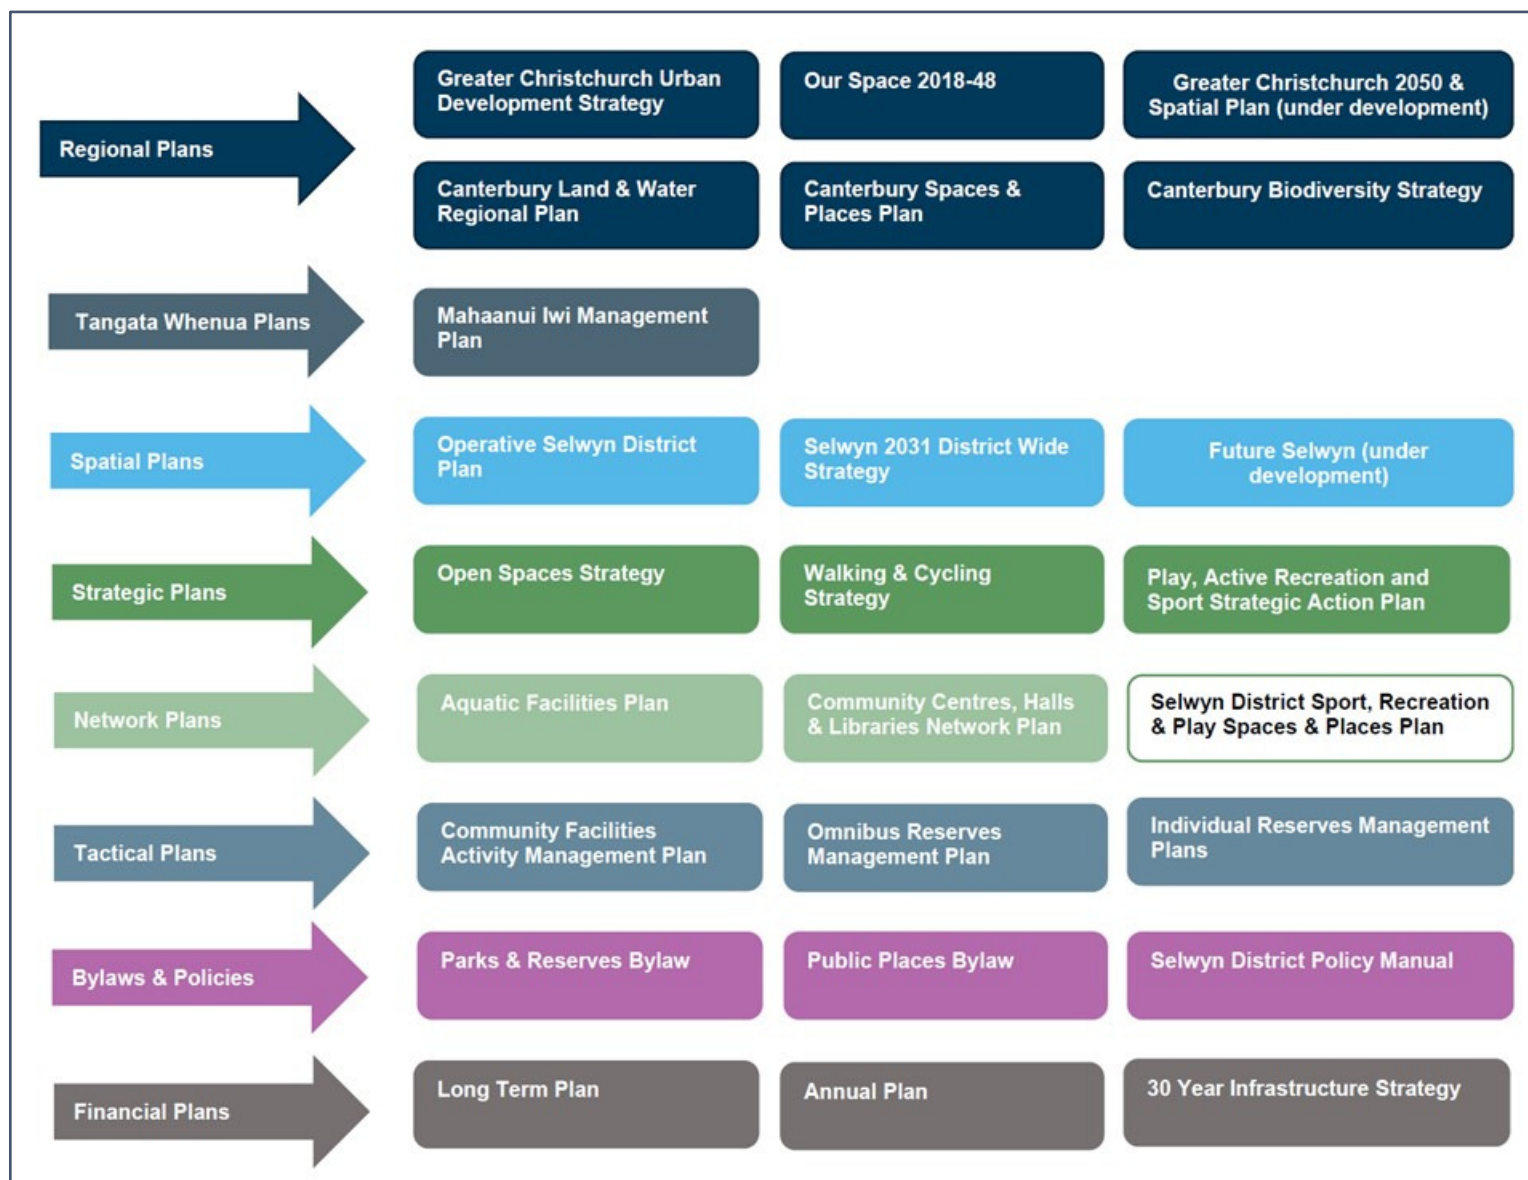 Regional Plans
Greater Christchurch Urban
Development Strategy
Our Space 2018-48
Greater Christchurch 2050 &
Spatial Plan (under development)
Canterbury Land & Water
Regional Plan
Canterbury Spaces &
Places Plan
Canterbury Biodiversity Strategy
Tangata Whenua Plans
Mahaanui Iwi Management
Plan
Spatial Plans
Operative Selwyn District
Plan
Selwyn 2031 District Wide
Strategy
Future Selwyn (under
development)
Strategic Plans
Open Spaces Strategy
Walking & Cycling
Strategy
Play, Active Recreation and
Sport Strategic Action Plan
Network Plans
Aquatic Facilities Plan
Community Centres, Halls
& Libraries Network Plan
Selwyn District Sport, Recreation
& Play Spaces & Places Plan
Tactical Plans
Community Facilities
Activity Management Plan
Omnibus Reserves
Management Plan
Individual Reserves Management
Plans
Bylaws & Policies
Parks & Reserves Bylaw
Public Places Bylaw
Selwyn District Policy Manual
Financial Plans
Long Term Plan
Annual Plan
30 Year Infrastructure Strategy